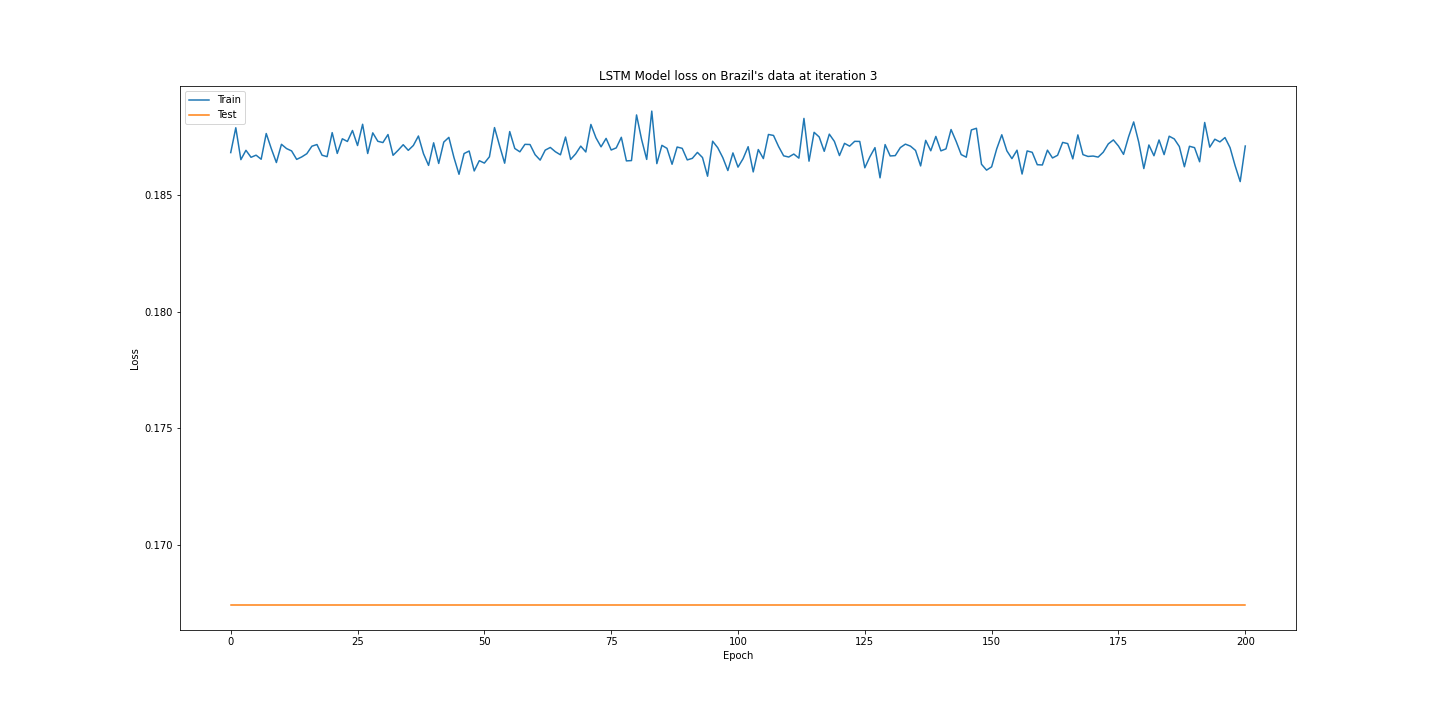 LSTM Model loss on Brazil's data at iteration 3
Train
Test
0.185
0.180
0.175
0.170
Loss
0 25 50 75 100 125 150 175 200
Epoch